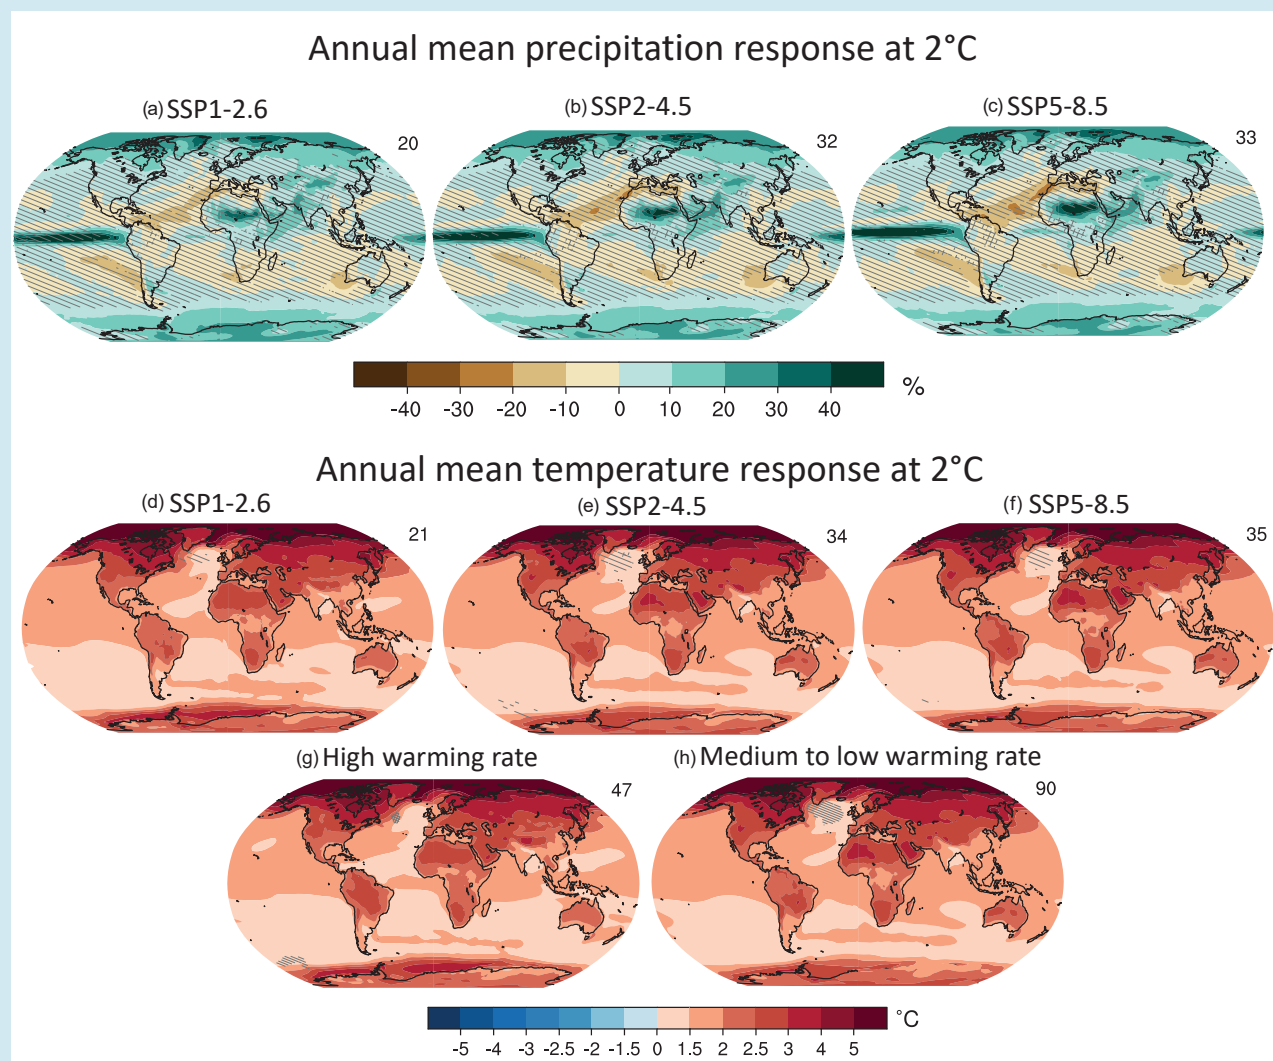 Annual mean precipitation response at 2°C
(a) SSP1-2.6
20
(b) SSP2-4.5
32
(c) SSP5-8.5
33
-40 -30 -20 -10 0 10 20 30 40
%
Annual mean temperature response at 2°C
(d) SSP1-2.6
21
(e) SSP2-4.5
34
(f) SSP5-8.5
35
(g) High warming rate
47
(h) Medium to low warming rate
90
°C
-5 -4 -3 -2.5 -2 -1.5 0 1.5 2 2.5 3 4 5